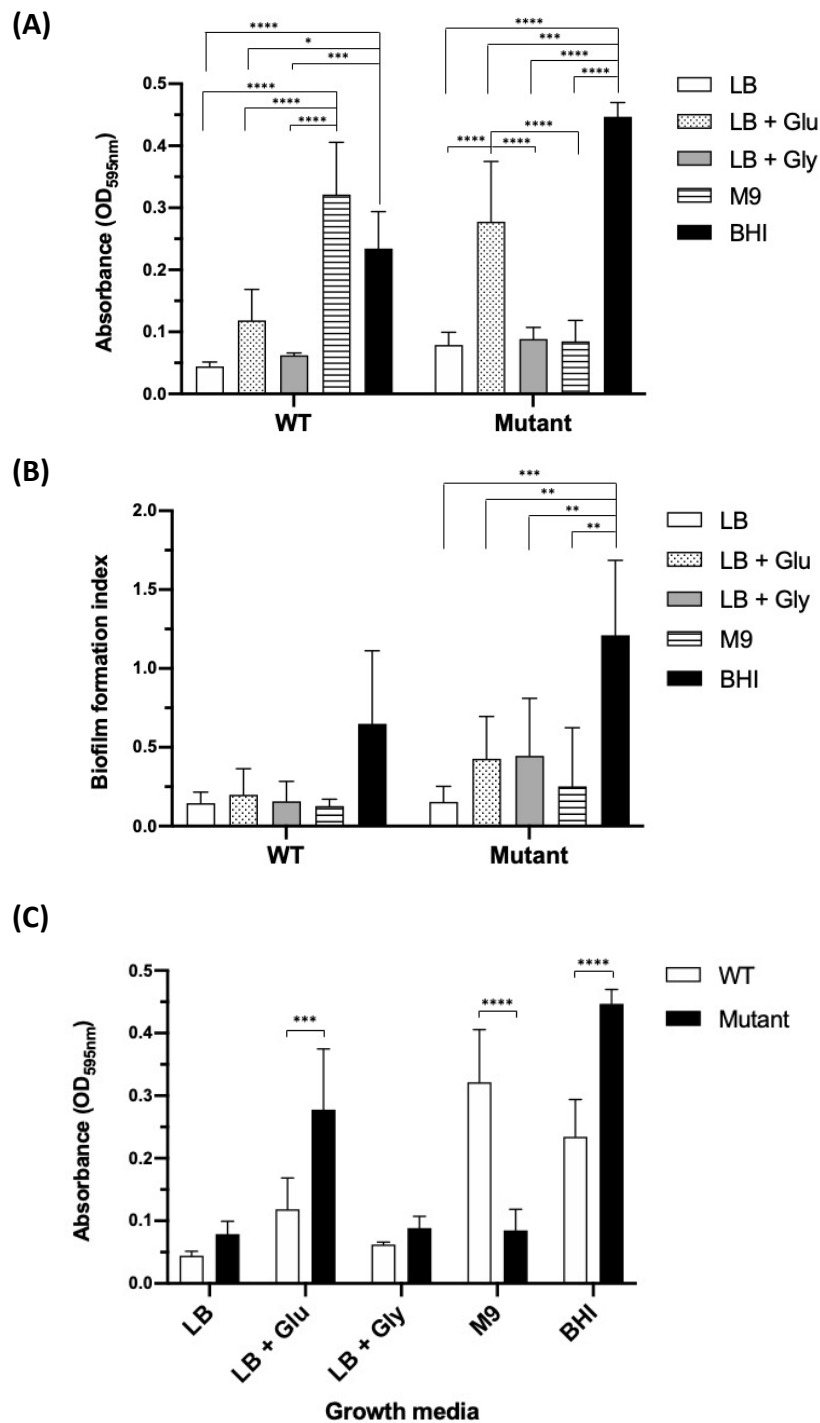 (A)
****
*
***
****
****
****
****
***
****
****
****
****
****
0.5
0.4
0.3
0.2
0.1
0.0
Absorbance (OD595nm)
WT
Mutant
LB
LB + Glu
LB + Gly
M9
BHI
(B)
***
**
**
**
2.0
1.5
1.0
0.5
0.0
Biofilm formation index
WT
Mutant
LB
LB + Glu
LB + Gly
M9
BHI
(C)
***
****
****
0.5
0.4
0.3
0.2
0.1
0.0
Absorbance (OD595nm)
LB
LB + Glu
LB + Gly
M9
BHI
Growth media
WT
Mutant